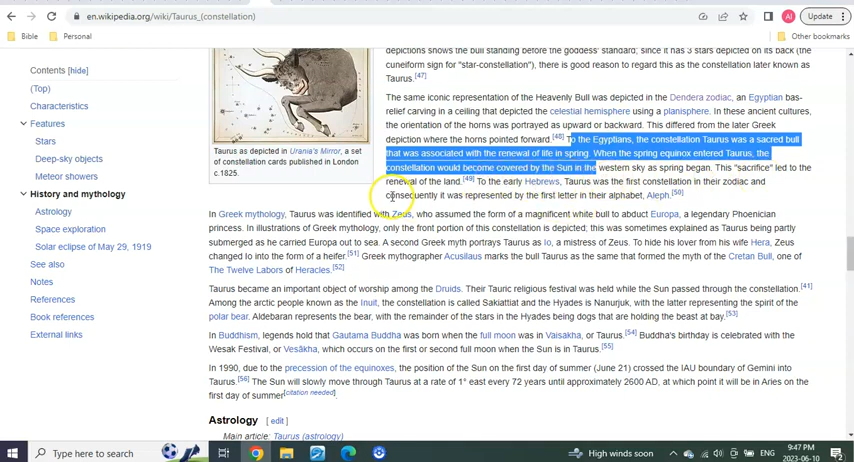 en.wikipedia.org/wiki/Taurus_(constellation)
AI
Update
Bible
Personal
Other bookmarks
Contents [hide]
(Top)
Characteristics
Features
Stars
Deep-sky objects
Meteor showers
History and mythology
Astrology
Space exploration
Solar eclipse of May 29, 1919
See also
Notes
References
Book references
External links
Taurus as depicted in Urania's Mirror, a set
of constellation cards published in London
c.1825.
depictions shows the bull standing before the goddess' standard; since it has 3 stars depicted on its back (the
cuneiform sign for "star-constellation"), there is good reason to regard this as the constellation later known as
Taurus.[47]
The same iconic representation of the Heavenly Bull was depicted in the Dendera zodiac, an Egyptian bas-
relief carving in a ceiling that depicted the celestial hemisphere using a planisphere. In these ancient cultures,
the orientation of the horns was portrayed as upward or backward. This differed from the later Greek
depiction where the horns pointed forward.[48] To the Egyptians, the constellation Taurus was a sacred bull
that was associated with the renewal of life in spring. When the spring equinox entered Taurus, the
constellation would become covered by the Sun in the western sky as spring began. This "sacrifice" led to the
renewal of the land.[49] To the early Hebrews, Taurus was the first constellation in their zodiac and
consequently it was represented by the first letter in their alphabet, Aleph.[50]
In Greek mythology, Taurus was identified with Zeus, who assumed the form of a magnificent white bull to abduct Europa, a legendary Phoenician
princess. In illustrations of Greek mythology, only the front portion of this constellation is depicted; this was sometimes explained as Taurus being partly
submerged as he carried Europa out to sea. A second Greek myth portrays Taurus as Io, a mistress of Zeus. To hide his lover from his wife Hera, Zeus
changed Io into the form of a heifer.[51] Greek mythographer Acusilaus marks the bull Taurus as the same that formed the myth of the Cretan Bull, one of
The Twelve Labors of Heracles.[52]
Taurus became an important object of worship among the Druids. Their Tauric religious festival was held while the Sun passed through the constellation.[41]
Among the arctic people known as the Inuit, the constellation is called Sakiattiat and the Hyades is Nanurjuk, with the latter representing the spirit of the
polar bear. Aldebaran represents the bear, with the remainder of the stars in the Hyades being dogs that are holding the beast at bay.[53]
In Buddhism, legends hold that Gautama Buddha was born when the full moon was in Vaisakha, or Taurus.[54] Buddha's birthday is celebrated with the
Wesak Festival, or Vesākha, which occurs on the first or second full moon when the Sun is in Taurus.[55]
In 1990, due to the precession of the equinoxes, the position of the Sun on the first day of summer (June 21) crossed the IAU boundary of Gemini into
Taurus.[56] The Sun will slowly move through Taurus at a rate of 1° east every 72 years until approximately 2600 AD, at which point it will be in Aries on the
first day of summer.[citation needed]
Astrology [ edit ]
Main article: Taurus (astrology)
Type here to search
High winds soon
ENG
9:47 PM
2023-06-10
2